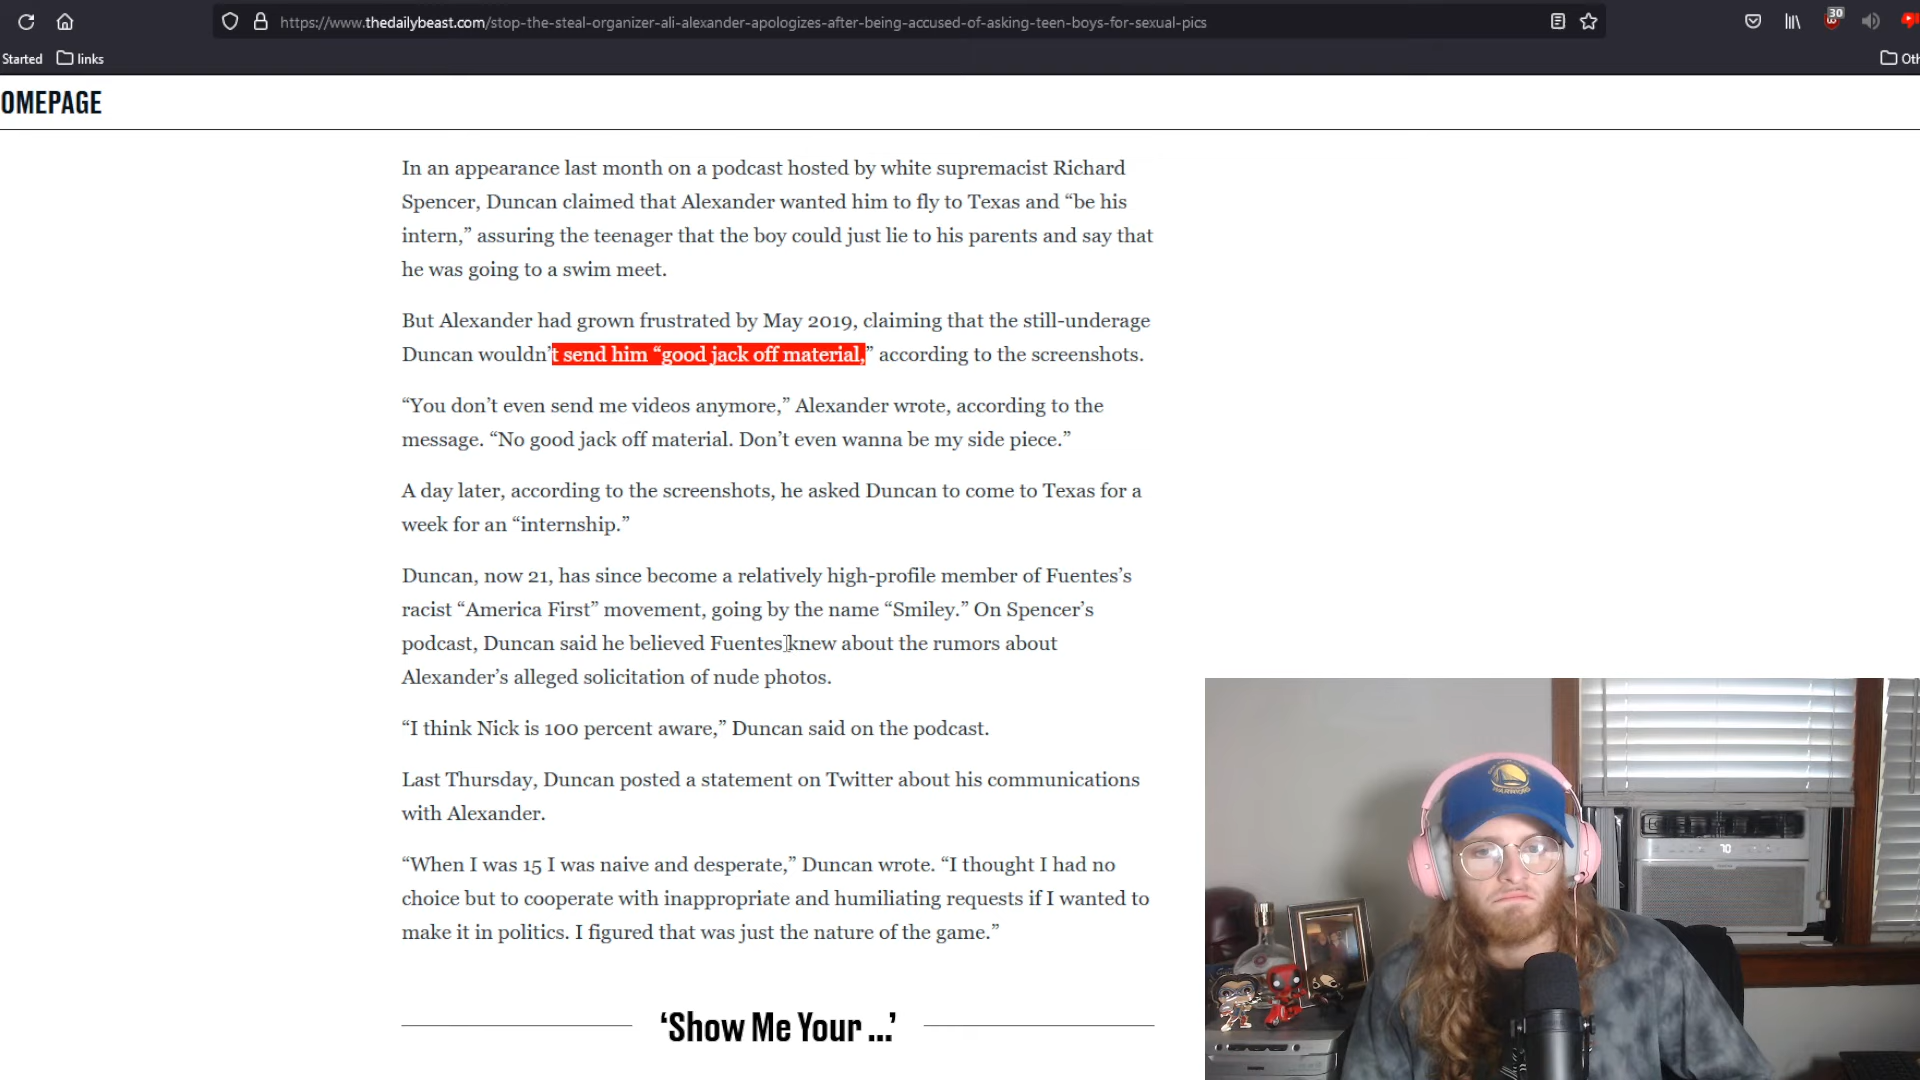 30
https://www.thedailybeast.com/stop-the-steal-organizer-ali-alexander-apologizes-after-being-accused-of-asking-teen-boys-for-sexual-pics
Started links Oth
OMEPAGE
In an appearance last month on a podcast hosted by white supremacist Richard
Spencer, Duncan claimed that Alexander wanted him to fly to Texas and “be his
intern,” assuring the teenager that the boy could just lie to his parents and say that
he was going to a swim meet.
But Alexander had grown frustrated by May 2019, claiming that the still-underage
Duncan wouldn’t send him “good jack off material,” according to the screenshots.
“You don’t even send me videos anymore,” Alexander wrote, according to the
message. “No good jack off material. Don’t even wanna be my side piece.”
A day later, according to the screenshots, he asked Duncan to come to Texas for a
week for an “internship.”
Duncan, now 21, has since become a relatively high-profile member of Fuentes’s
racist “America First” movement, going by the name “Smiley.” On Spencer’s
podcast, Duncan said he believed Fuentes knew about the rumors about
Alexander’s alleged solicitation of nude photos.
“I think Nick is 100 percent aware,” Duncan said on the podcast.
Last Thursday, Duncan posted a statement on Twitter about his communications
with Alexander.
“When I was 15 I was naive and desperate,” Duncan wrote. “I thought I had no
choice but to cooperate with inappropriate and humiliating requests if I wanted to
make it in politics. I figured that was just the nature of the game.”
‘Show Me Your ...’
70
WARRIORS